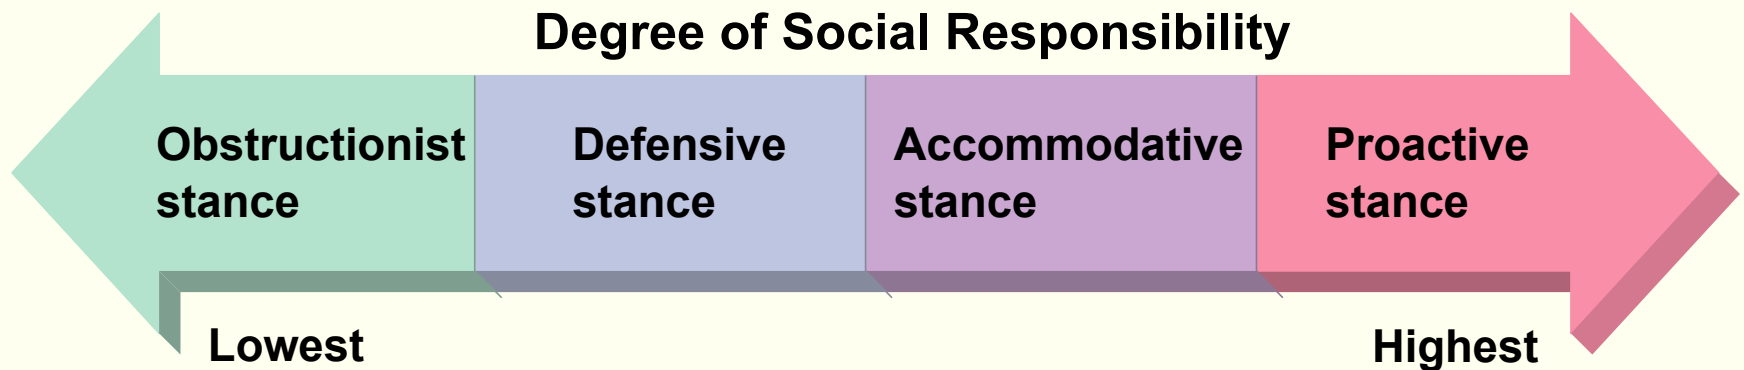 Degree of Social Responsibility
Obstructionist
stance
Defensive
stance
Accommodative
stance
Proactive
stance
Lowest
Highest